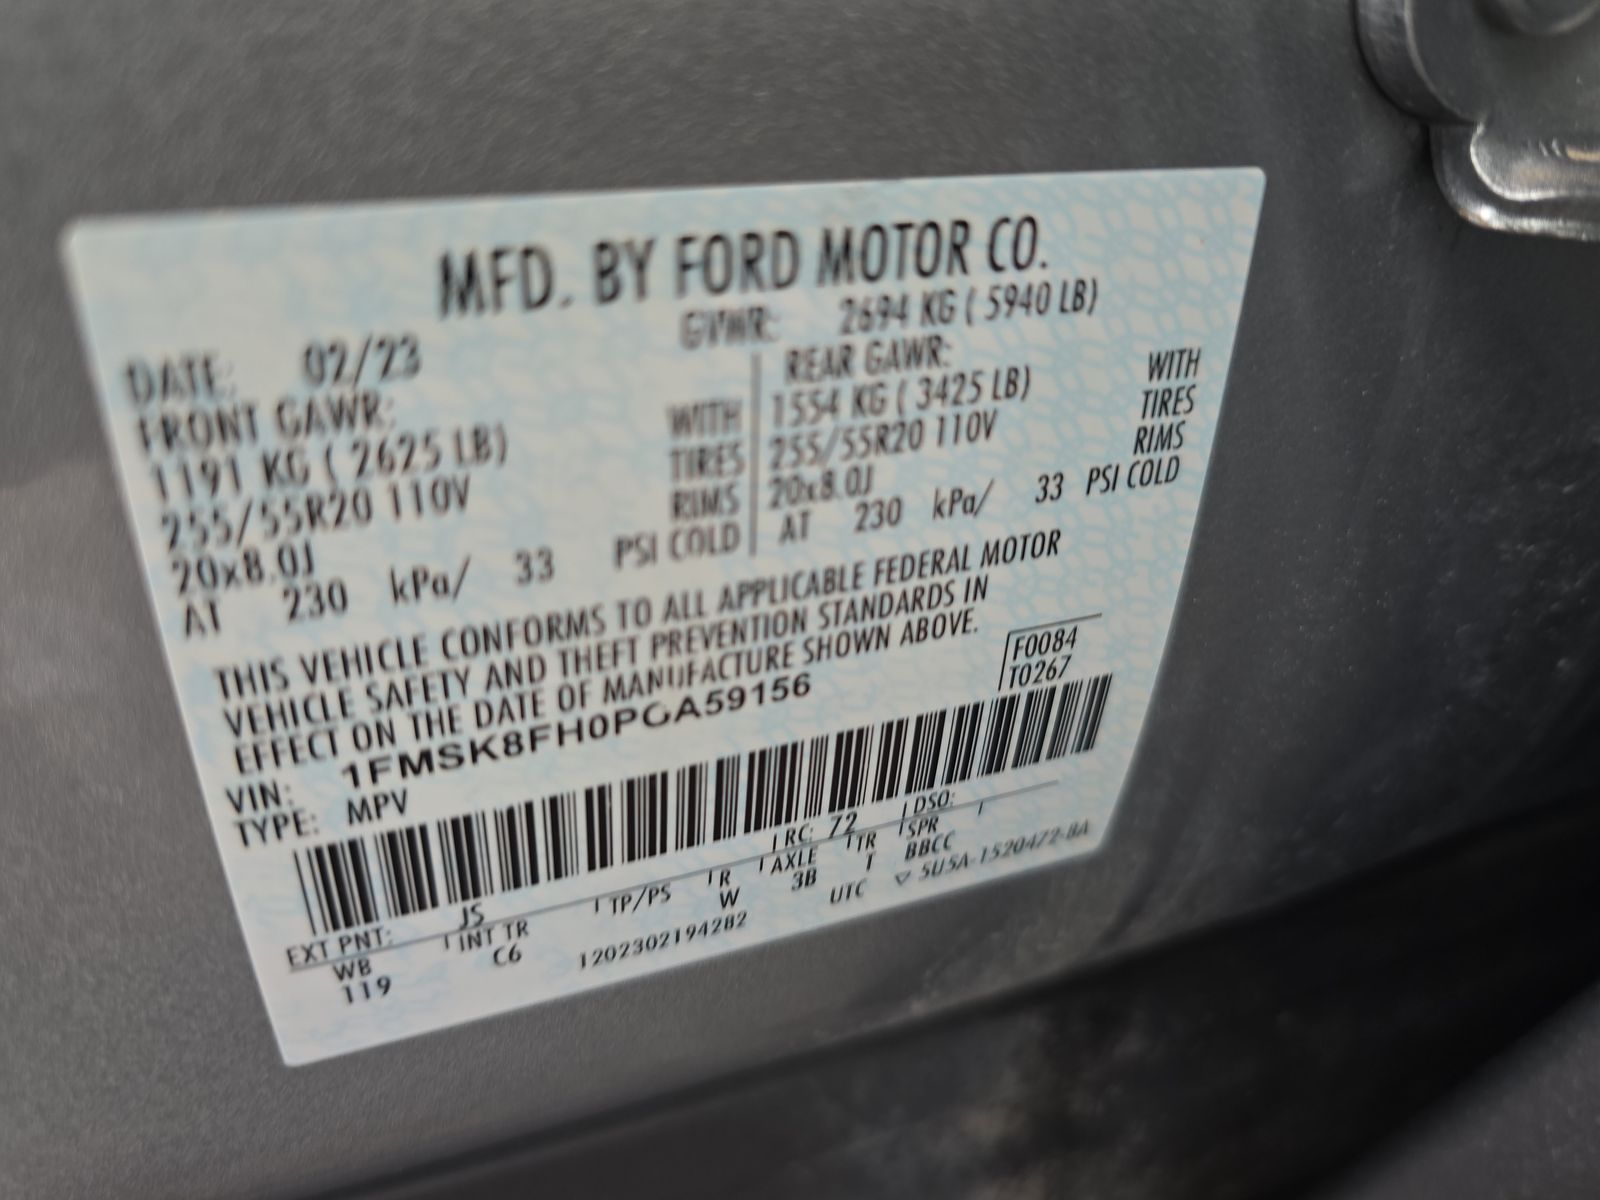 MFD. BY FORD MOTOR CO.
DATE: 02/23 GVWR: 2694 KG ( 5940 LB)
FRONT GAWR: REAR GAWR:
1191 KG ( 2625 LB) WITH 1554 KG ( 3425 LB) WITH
255/55R20 110V TIRES 255/55R20 110V TIRES
20x8.0J RIMS 20x8.0J RIMS
AT 230 kPa/ 33 PSI COLD AT 230 kPa/ 33 PSI COLD
THIS VEHICLE CONFORMS TO ALL APPLICABLE FEDERAL MOTOR
VEHICLE SAFETY AND THEFT PREVENTION STANDARDS IN
EFFECT ON THE DATE OF MANUFACTURE SHOWN ABOVE.
F0084
T0267
VIN: 1FMSK8FH0PGA59156
TYPE: MPV
EXT PNT: JS RC: 72 DSO:
WB INT TR TP/PS R AXLE TR SPR
119 C6 W 3B T BBCC
1202302194282 UTC ▽ 5U5A-1520472-BA